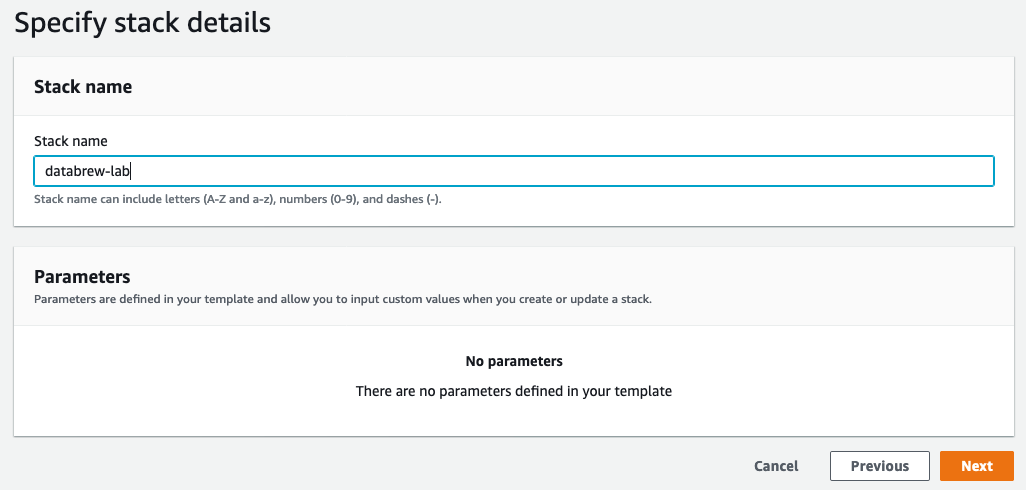 Specify stack details
Stack name
Stack name
databrew-lab
Stack name can include letters (A-Z and a-z), numbers (0-9), and dashes (-).
Parameters
Parameters are defined in your template and allow you to input custom values when you create or update a stack.
No parameters
There are no parameters defined in your template
Cancel Previous Next